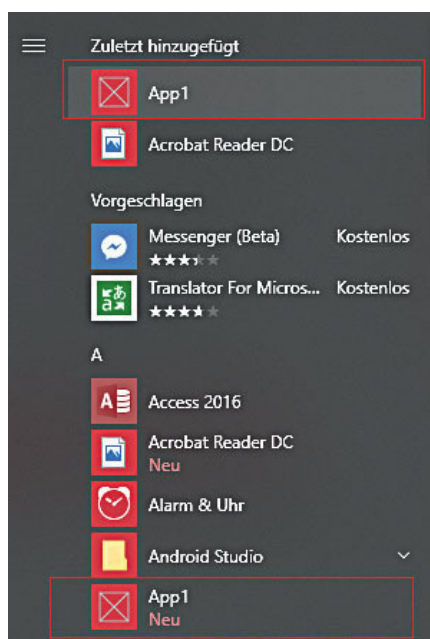 Zuletzt hinzugefügt
App1
Acrobat Reader DC
Vorgeschlagen
Messenger (Beta) Kostenlos
Translator For Micros... Kostenlos
A
Access 2016
Acrobat Reader DC
Neu
Alarm & Uhr
Android Studio
App1
Neu